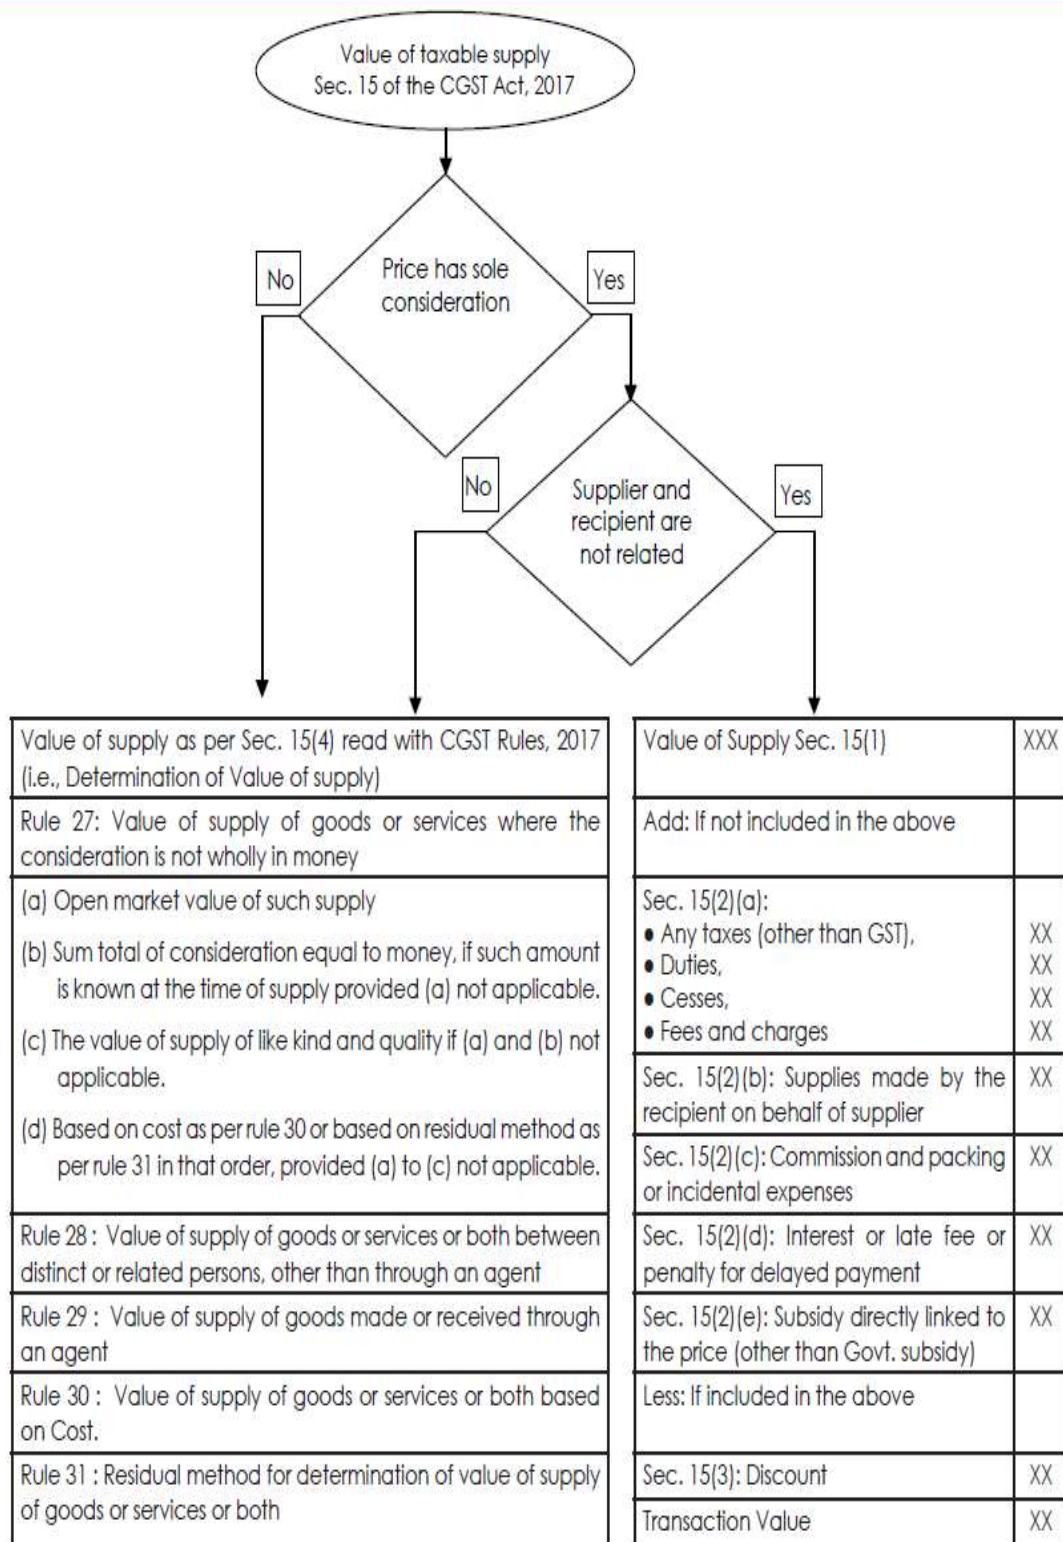 Value of taxable supply
Sec. 15 of the CGST Act, 2017
Price has sole
consideration
No
Yes
Supplier and
recipient are
not related
No
Yes
Value of supply as per Sec. 15(4) read with CGST Rules, 2017
(i.e., Determination of Value of supply)
Rule 27: Value of supply of goods or services where the
consideration is not wholly in money
(a) Open market value of such supply
(b) Sum total of consideration equal to money, if such amount
is known at the time of supply provided (a) not applicable.
(c) The value of supply of like kind and quality if (a) and (b) not
applicable.
(d) Based on cost as per rule 30 or based on residual method as
per rule 31 in that order, provided (a) to (c) not applicable.
Rule 28 : Value of supply of goods or services or both between
distinct or related persons, other than through an agent
Rule 29 : Value of supply of goods made or received through
an agent
Rule 30 : Value of supply of goods or services or both based
on Cost.
Rule 31 : Residual method for determination of value of supply
of goods or services or both
Value of Supply Sec. 15(1) XXX
Add: If not included in the above
Sec. 15(2)(a):
● Any taxes (other than GST), XX
● Duties, XX
● Cesses, XX
● Fees and charges XX
Sec. 15(2)(b): Supplies made by the XX
recipient on behalf of supplier
Sec. 15(2)(c): Commission and packing XX
or incidental expenses
Sec. 15(2)(d): Interest or late fee or XX
penalty for delayed payment
Sec. 15(2)(e): Subsidy directly linked to XX
the price (other than Govt. subsidy)
Less: If included in the above
Sec. 15(3): Discount XX
Transaction Value XX